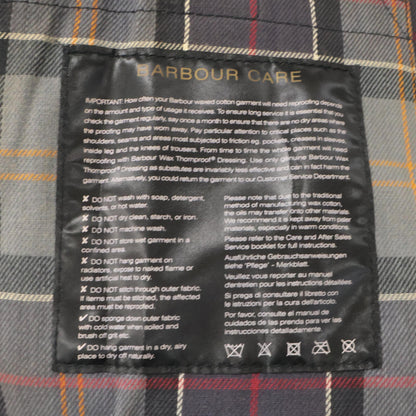 BARBOUR CARE
IMPORTANT: How often your Barbour waxed cotton garment will need reproofing depends
on the amount and type of usage it receives. To ensure long service it is essential that you
check the garment regularly, say once a month to ensure that there are no dry areas where
the proofing may have worn away. Pay particular attention to critical places such as the
shoulders, seams and areas most subjected to friction eg. pockets, creases in sleeves,
inside leg and the knees of trousers. From time to time the whole garment will need
reproofing with Barbour Wax Thornproof® Dressing. Use only genuine Barbour Wax
Thornproof® Dressing as substitutes are invariably less effective and can in fact harm the
garment. Alternatively, you could return the garment to our Customer Service Department.
✗ DO NOT wash with soap, detergent,
solvents, or hot water.
✗ DO NOT dry clean, starch, or iron.
✗ DO NOT machine wash.
✗ DO NOT store wet garment in a
confined area.
✗ DO NOT hang garment on
radiators, expose to naked flame or
use artificial heat to dry.
✗ DO NOT stitch through outer fabric.
If items must be stitched, the affected
area must be reproofed.
✓ DO sponge down outer fabric
with cold water when soiled and
brush off grit etc.
✓ DO hang garment in a dry, airy
place to dry off naturally.
Please note that due to the traditional
method of manufacturing wax cotton,
the oils may transfer onto other materials.
We recommend it is kept away from paler
materials, especially in warm conditions.
Please refer to the Care and After Sales
Service booklet for full instructions.
Ausführliche Gebrauchsanweisungen
siehe "Pflege" - Merkblatt.
Veuillez vous reporter au manuel
d'entretien pour les instructions
détaillées.
Si prega di consultare il libretto con
le istruzioni per la cura dell'articolo.
Por favor, consulte el manual de
cuidados de las prenda para ver las
instrucciones detalladas.